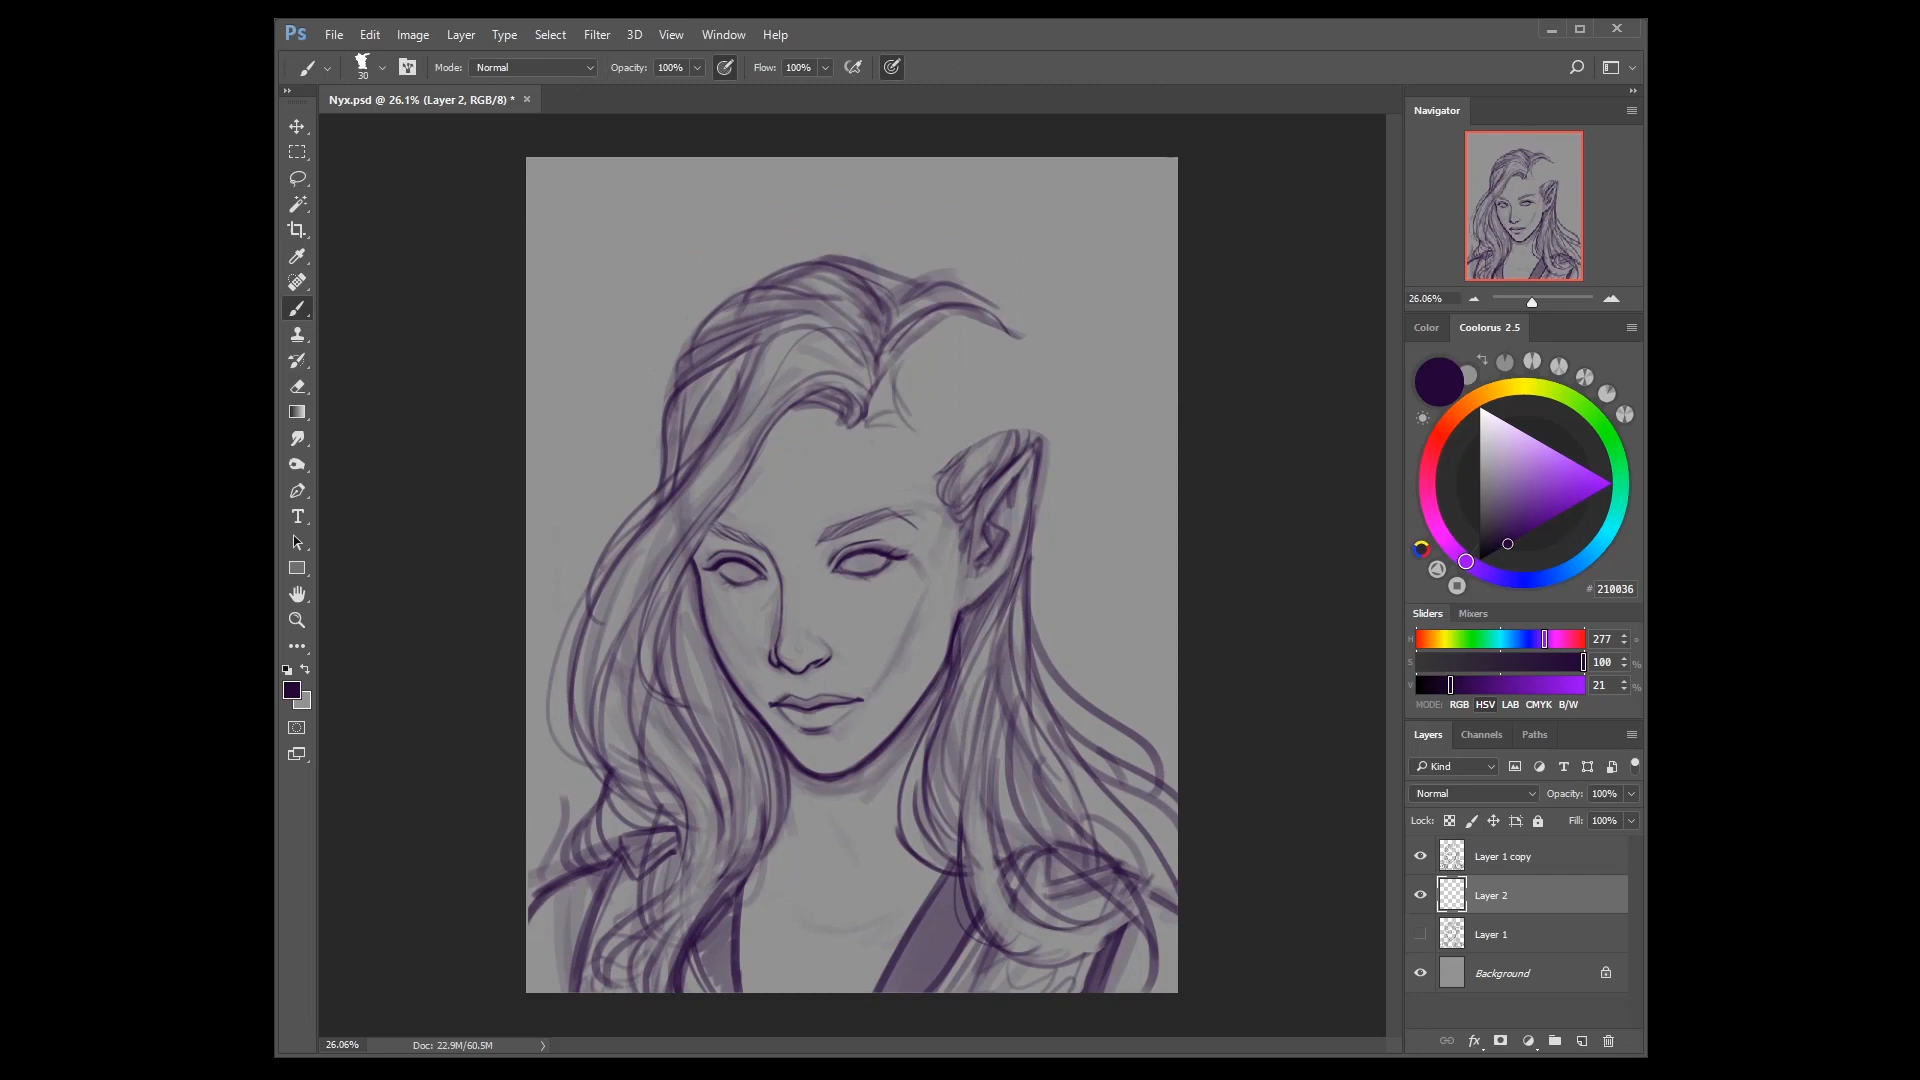 Ps File Edit Image Layer Type Select Filter 3D View Window Help
30 Mode: Normal Opacity: 100% Flow: 100%
Nyx.psd @ 26.1% (Layer 2, RGB/8) *
Navigator
26.06%
Color Coolorus 2.5
# 210036
Sliders Mixers
H 277 °
S 100 %
V 21 %
MODE: RGB HSV LAB CMYK B/W
Layers Channels Paths
Kind
Normal Opacity: 100%
Lock: Fill: 100%
Layer 1 copy
Layer 2
Layer 1
Background
fx
26.06% Doc: 22.9M/60.5M